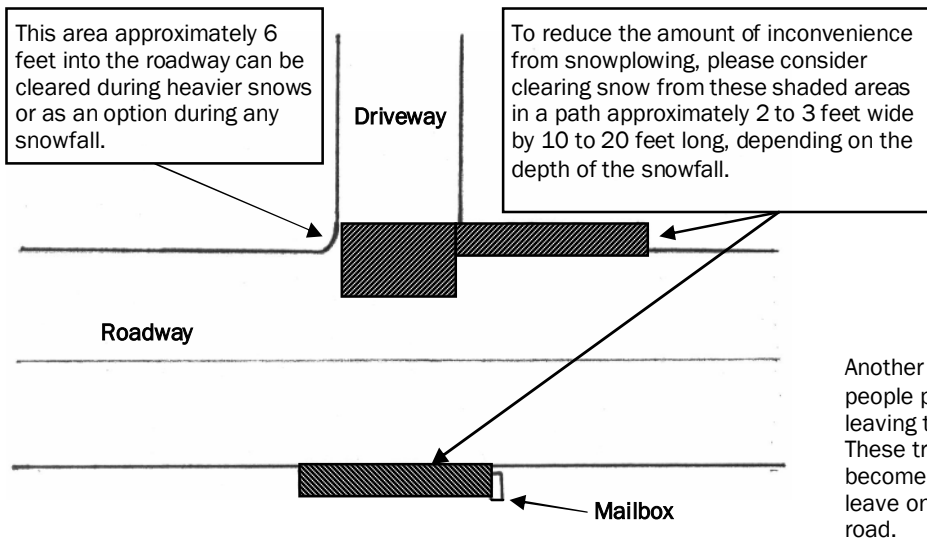 This area approximately 6
feet into the roadway can be
cleared during heavier snows
or as an option during any
snowfall.
To reduce the amount of inconvenience
from snowplowing, please consider
clearing snow from these shaded areas
in a path approximately 2 to 3 feet wide
by 10 to 20 feet long, depending on the
depth of the snowfall.
Driveway
Roadway
Another
people p
leaving t
These tr
become
leave on
road.
Mailbox